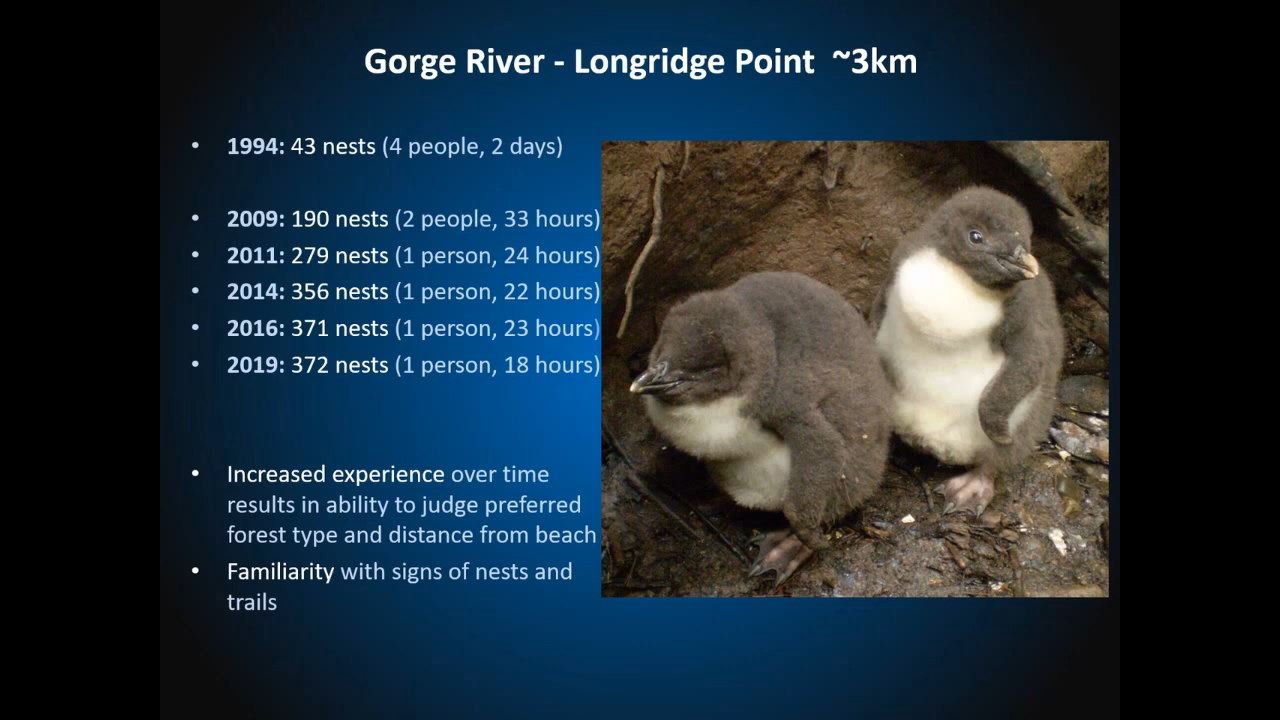 Gorge River - Longridge Point ~3km
• 1994: 43 nests (4 people, 2 days)
• 2009: 190 nests (2 people, 33 hours)
• 2011: 279 nests (1 person, 24 hours)
• 2014: 356 nests (1 person, 22 hours)
• 2016: 371 nests (1 person, 23 hours)
• 2019: 372 nests (1 person, 18 hours)
• Increased experience over time
results in ability to judge preferred
forest type and distance from beach
• Familiarity with signs of nests and
trails